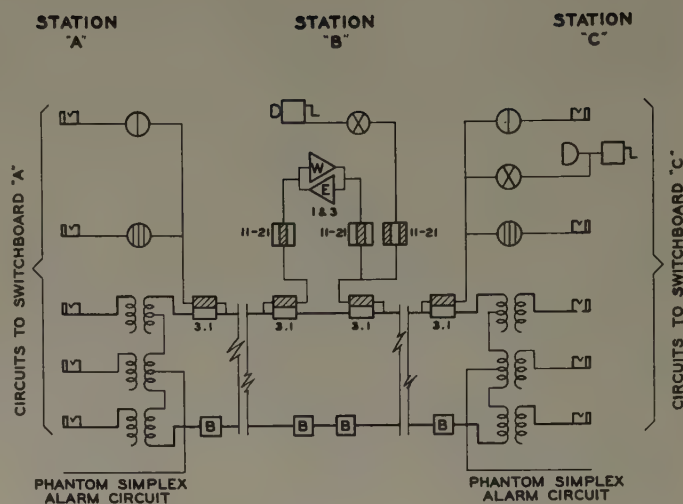 STATION "A"
STATION "B"
STATION "C"
CIRCUITS TO SWITCHBOARD "A"
CIRCUITS TO SWITCHBOARD "C"
W
E
1 & 3
11-21
11-21
11-21
3.1
3.1
3.1
3.1
B
B
B
B
PHANTOM SIMPLEX
ALARM CIRCUIT
PHANTOM SIMPLEX
ALARM CIRCUIT